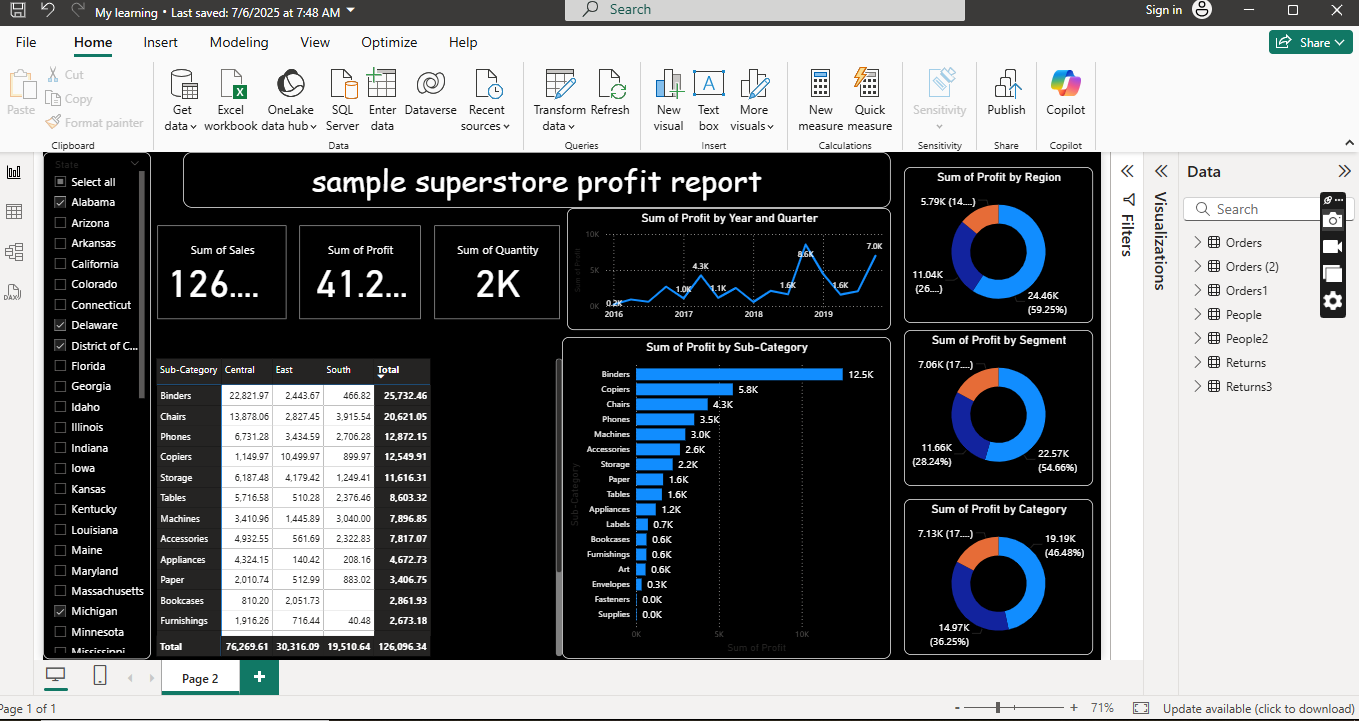 My learning • Last saved: 7/6/2025 at 7:48 AM
Search
Sign in
File Home Insert Modeling View Optimize Help
Share
Paste
Cut
Copy
Format painter
Clipboard
Get data
Excel workbook
OneLake data hub
SQL Server
Enter data
Dataverse
Recent sources
Data
Transform data
Refresh
Queries
New visual
Text box
More visuals
Insert
New measure
Quick measure
Calculations
Sensitivity
Sensitivity
Publish
Share
Copilot
Copilot
State
Select all
Alabama
Arizona
Arkansas
California
Colorado
Connecticut
Delaware
District of C...
Florida
Georgia
Idaho
Illinois
Indiana
Iowa
Kansas
Kentucky
Louisiana
Maine
Maryland
Massachusetts
Michigan
Minnesota
Mississippi
sample superstore profit report
Sum of Sales
126....
Sum of Profit
41.2...
Sum of Quantity
2K
Sum of Profit by Year and Quarter
Sum of Profit
10K
5K
0K
0.2K
1.0K
4.3K
1.1K
1.6K
8.6K
1.6K
7.0K
2016 2017 2018 2019
Sub-Category Central East South Total
Binders 22,821.97 2,443.67 466.82 25,732.46
Chairs 13,878.06 2,827.45 3,915.54 20,621.05
Phones 6,731.28 3,434.59 2,706.28 12,872.15
Copiers 1,149.97 10,499.97 899.97 12,549.91
Storage 6,187.48 4,179.42 1,249.41 11,616.31
Tables 5,716.58 510.28 2,376.46 8,603.32
Machines 3,410.96 1,445.89 3,040.00 7,896.85
Accessories 4,932.55 561.69 2,322.83 7,817.07
Appliances 4,324.15 140.42 208.16 4,672.73
Paper 2,010.74 512.99 883.02 3,406.75
Bookcases 810.20 2,051.73 2,861.93
Furnishings 1,916.26 716.44 40.48 2,673.18
Total 76,269.61 30,316.09 19,510.64 126,096.34
Sum of Profit by Sub-Category
Sub-Category
Binders 12.5K
Copiers 5.8K
Chairs 4.3K
Phones 3.5K
Machines 3.0K
Accessories 2.6K
Storage 2.2K
Paper 1.6K
Tables 1.6K
Appliances 1.2K
Labels 0.7K
Bookcases 0.6K
Furnishings 0.6K
Art 0.6K
Envelopes 0.3K
Fasteners 0.0K
Supplies 0.0K
0K 5K 10K
Sum of Profit
Sum of Profit by Region
5.79K (14....)
11.04K
(26....)
24.46K
(59.25%)
Sum of Profit by Segment
7.06K (17....)
11.66K
(28.24%)
22.57K
(54.66%)
Sum of Profit by Category
7.13K (17....)
19.19K
(46.48%)
14.97K
(36.25%)
Filters
Visualizations
Data
Search
Orders
Orders (2)
Orders1
People
People2
Returns
Returns3
Page 2
Page 1 of 1
- + 71%
Update available (click to download)